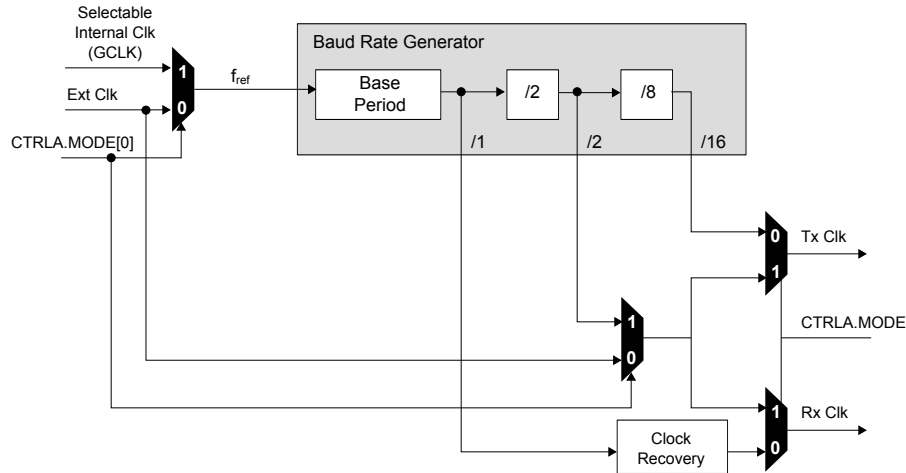 Selectable
Internal Clk
(GCLK)
Baud Rate Generator
1
f_ref
Base
Period
/2
/8
Ext Clk
0
CTRLA.MODE[0]
/1
/2
/16
0
Tx Clk
1
1
CTRLA.MODE
0
1
Rx Clk
Clock
Recovery
0